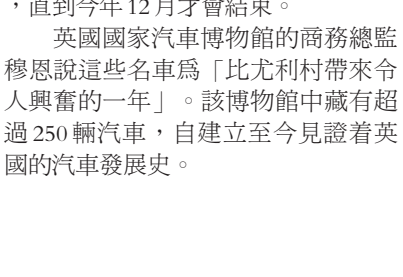 ，直到今年12月才會結束。
英國國家汽車博物館的商務總監
穆恩說這些名車爲「比尤利村帶來令
人興奮的一年」。該博物館中藏有超
過250輛汽車，自建立至今見證着英
國的汽車發展史。